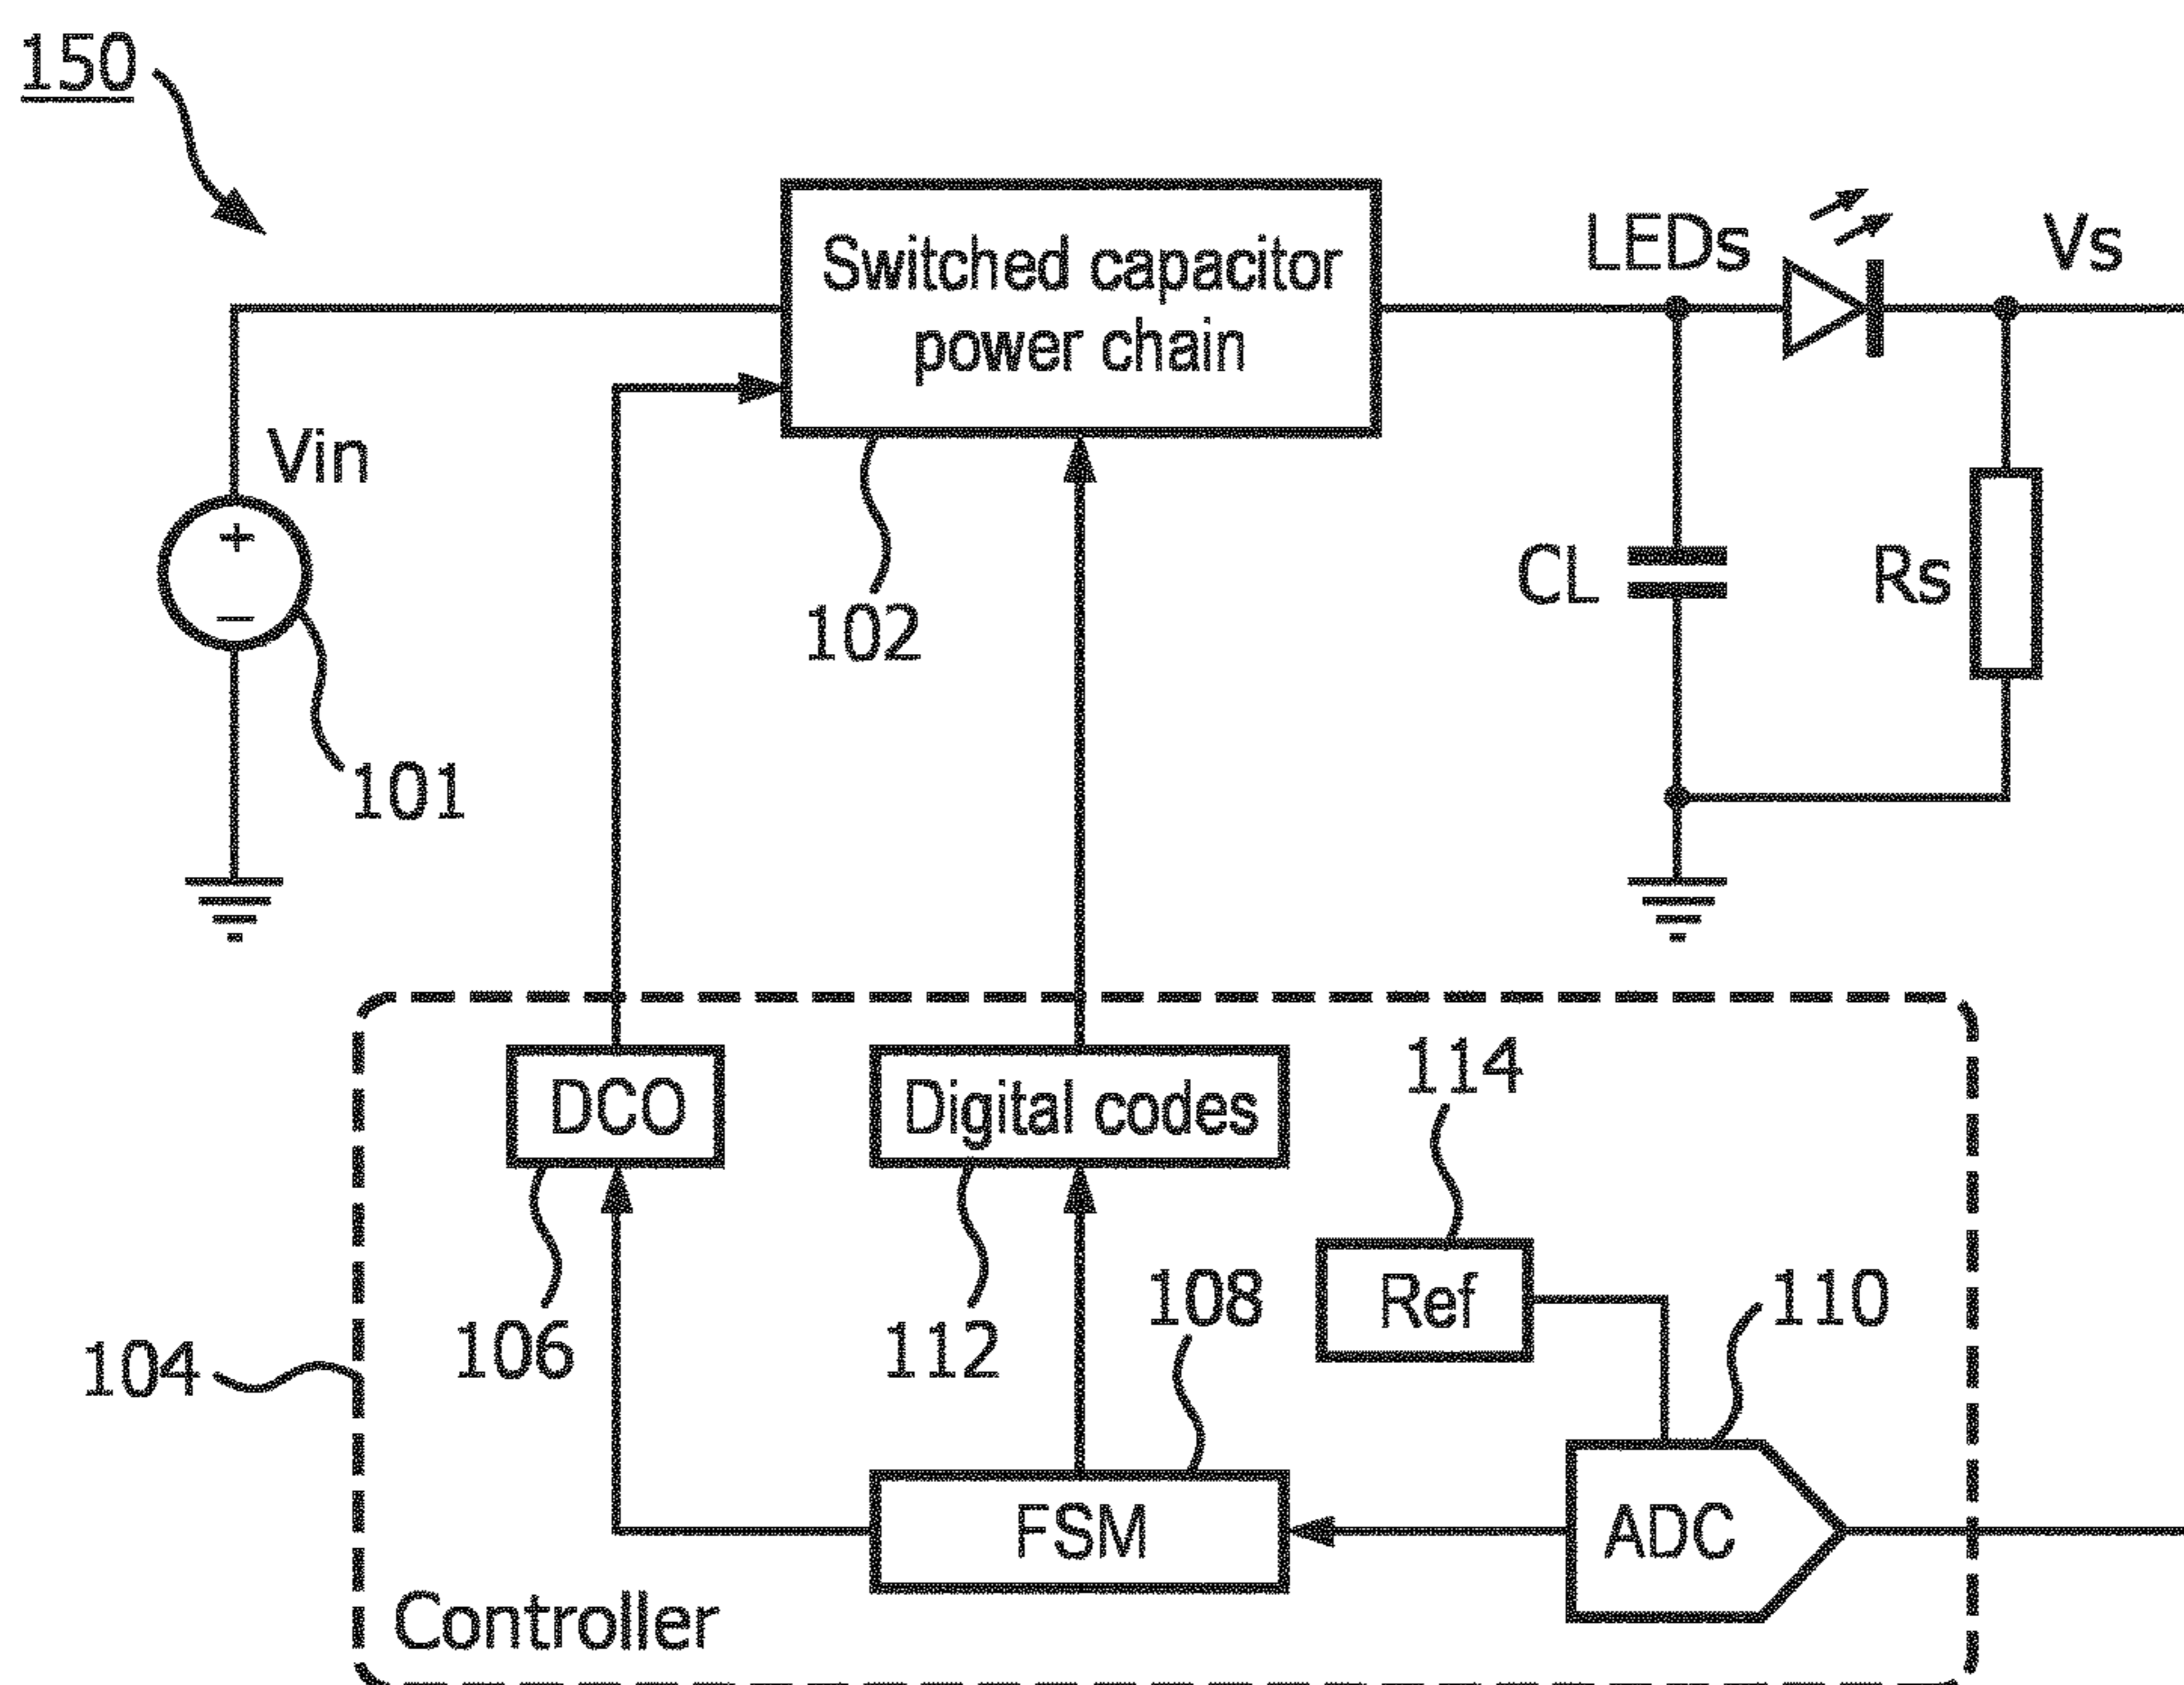 150
Switched capacitor
power chain
LEDs
Vs
Vin
+
–
CL
Rs
102
101
DCO
Digital codes
114
Ref
108
110
104
106
112
FSM
ADC
Controller